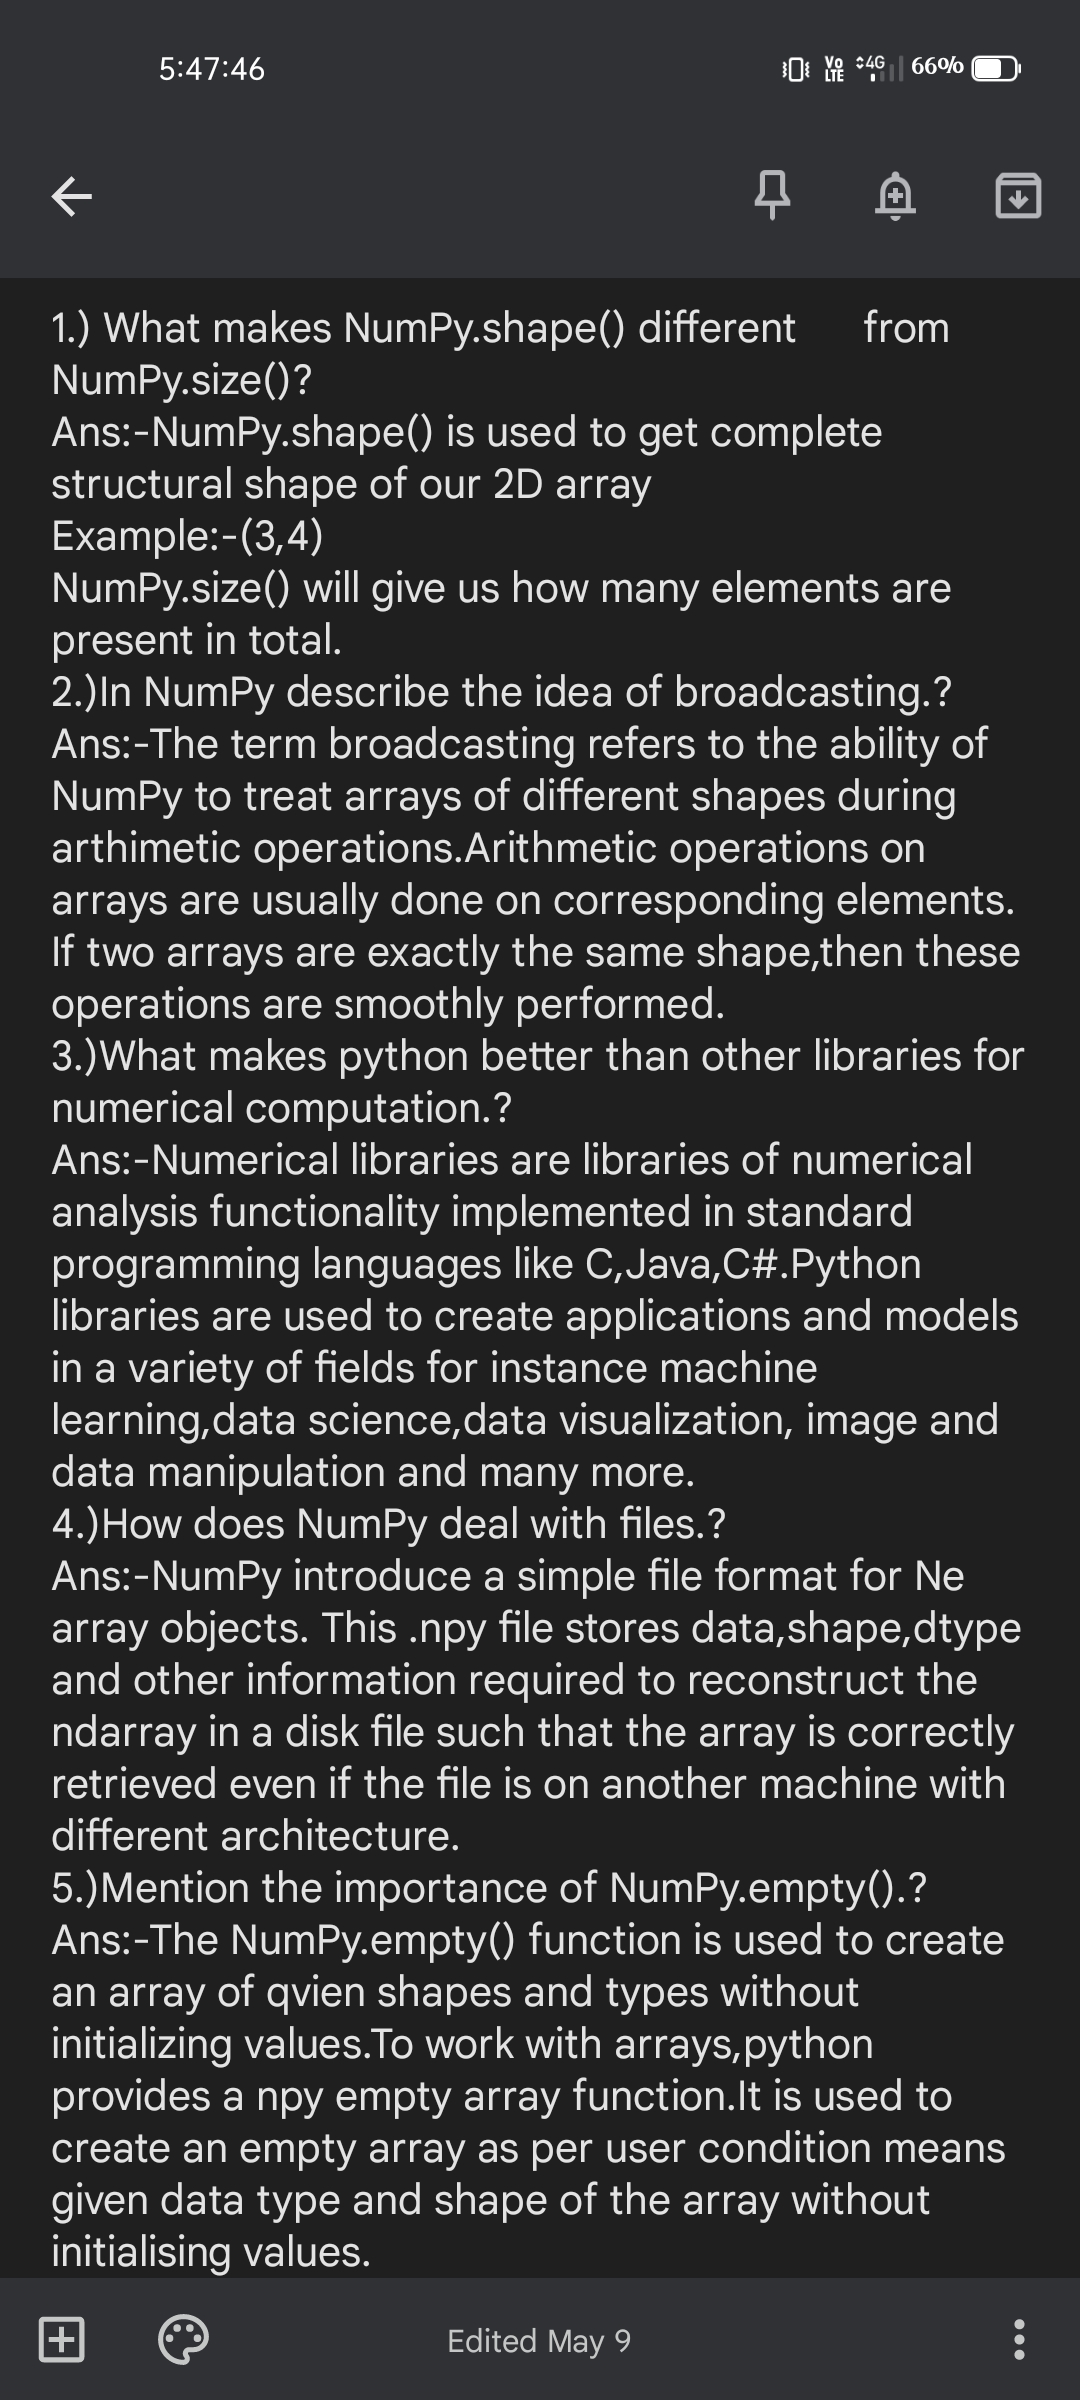 5:47:46
Vo LTE 4G 66%
1.) What makes NumPy.shape() different from
NumPy.size()?
Ans:-NumPy.shape() is used to get complete
structural shape of our 2D array
Example:-(3,4)
NumPy.size() will give us how many elements are
present in total.
2.)In NumPy describe the idea of broadcasting.?
Ans:-The term broadcasting refers to the ability of
NumPy to treat arrays of different shapes during
arthimetic operations.Arithmetic operations on
arrays are usually done on corresponding elements.
If two arrays are exactly the same shape,then these
operations are smoothly performed.
3.)What makes python better than other libraries for
numerical computation.?
Ans:-Numerical libraries are libraries of numerical
analysis functionality implemented in standard
programming languages like C,Java,C#.Python
libraries are used to create applications and models
in a variety of fields for instance machine
learning,data science,data visualization, image and
data manipulation and many more.
4.)How does NumPy deal with files.?
Ans:-NumPy introduce a simple file format for Ne
array objects. This .npy file stores data,shape,dtype
and other information required to reconstruct the
ndarray in a disk file such that the array is correctly
retrieved even if the file is on another machine with
different architecture.
5.)Mention the importance of NumPy.empty().?
Ans:-The NumPy.empty() function is used to create
an array of qvien shapes and types without
initializing values.To work with arrays,python
provides a npy empty array function.It is used to
create an empty array as per user condition means
given data type and shape of the array without
initialising values.
Edited May 9